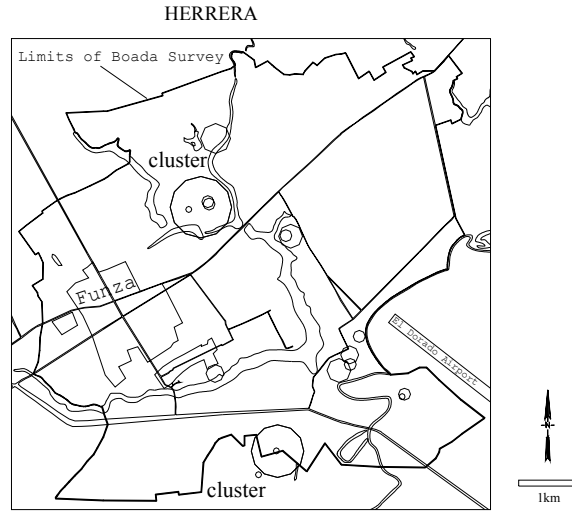 HERRERA
Limits of Boada Survey
cluster
Funza
El Dorado Airport
N
1km
cluster